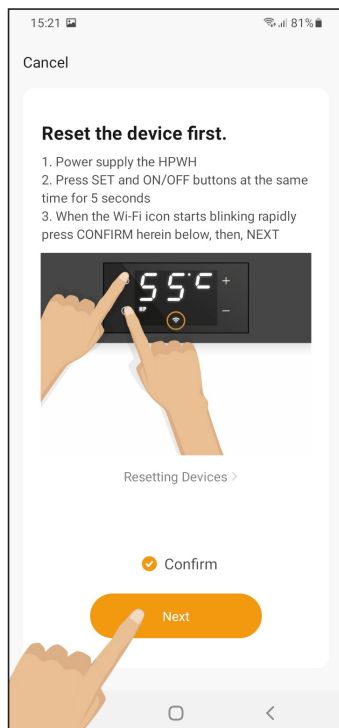 15:21 81%
Cancel
Reset the device first.
1. Power supply the HPWH
2. Press SET and ON/OFF buttons at the same
time for 5 seconds
3. When the Wi-Fi icon starts blinking rapidly
press CONFIRM herein below, then, NEXT
55°C +
HP −
Resetting Devices >
Confirm
Next